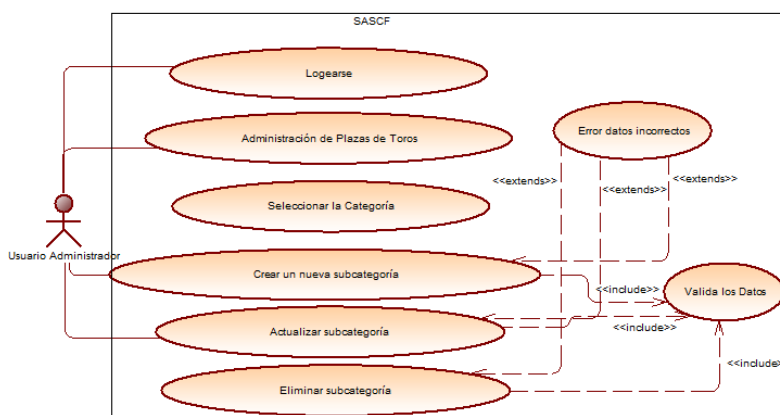 SASCF
Logearse
Administración de Plazas de Toros
Error datos incorrectos
<<extends>>
<<extends>>
<<extends>>
Seleccionar la Categoría
Usuario Administrador
Crear un nueva subcategoría
<<include>>
Valida los Datos
Actualizar subcategoría
<<include>>
Eliminar subcategoría
<<include>